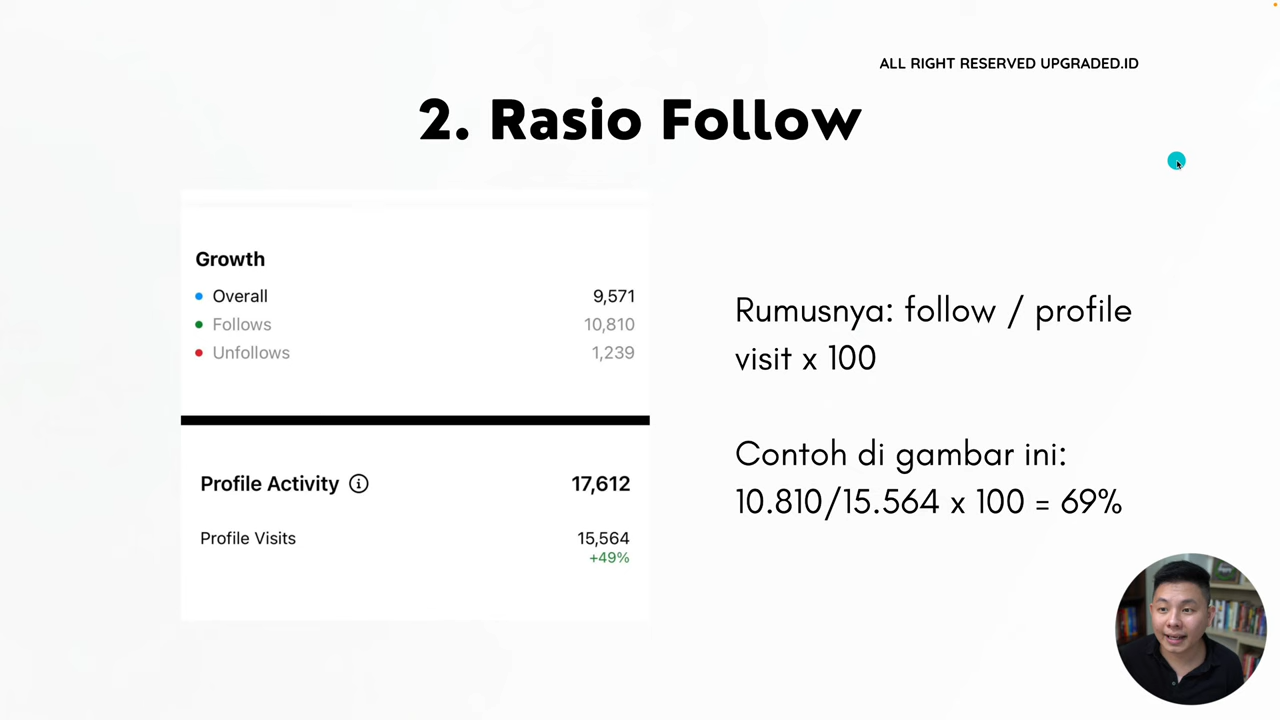 ALL RIGHT RESERVED UPGRADED.ID
2. Rasio Follow
Growth
Overall 9,571
Follows 10,810
Unfollows 1,239
Profile Activity 17,612
Profile Visits 15,564
+49%
Rumusnya: follow / profile
visit x 100
Contoh di gambar ini:
10.810/15.564 x 100 = 69%